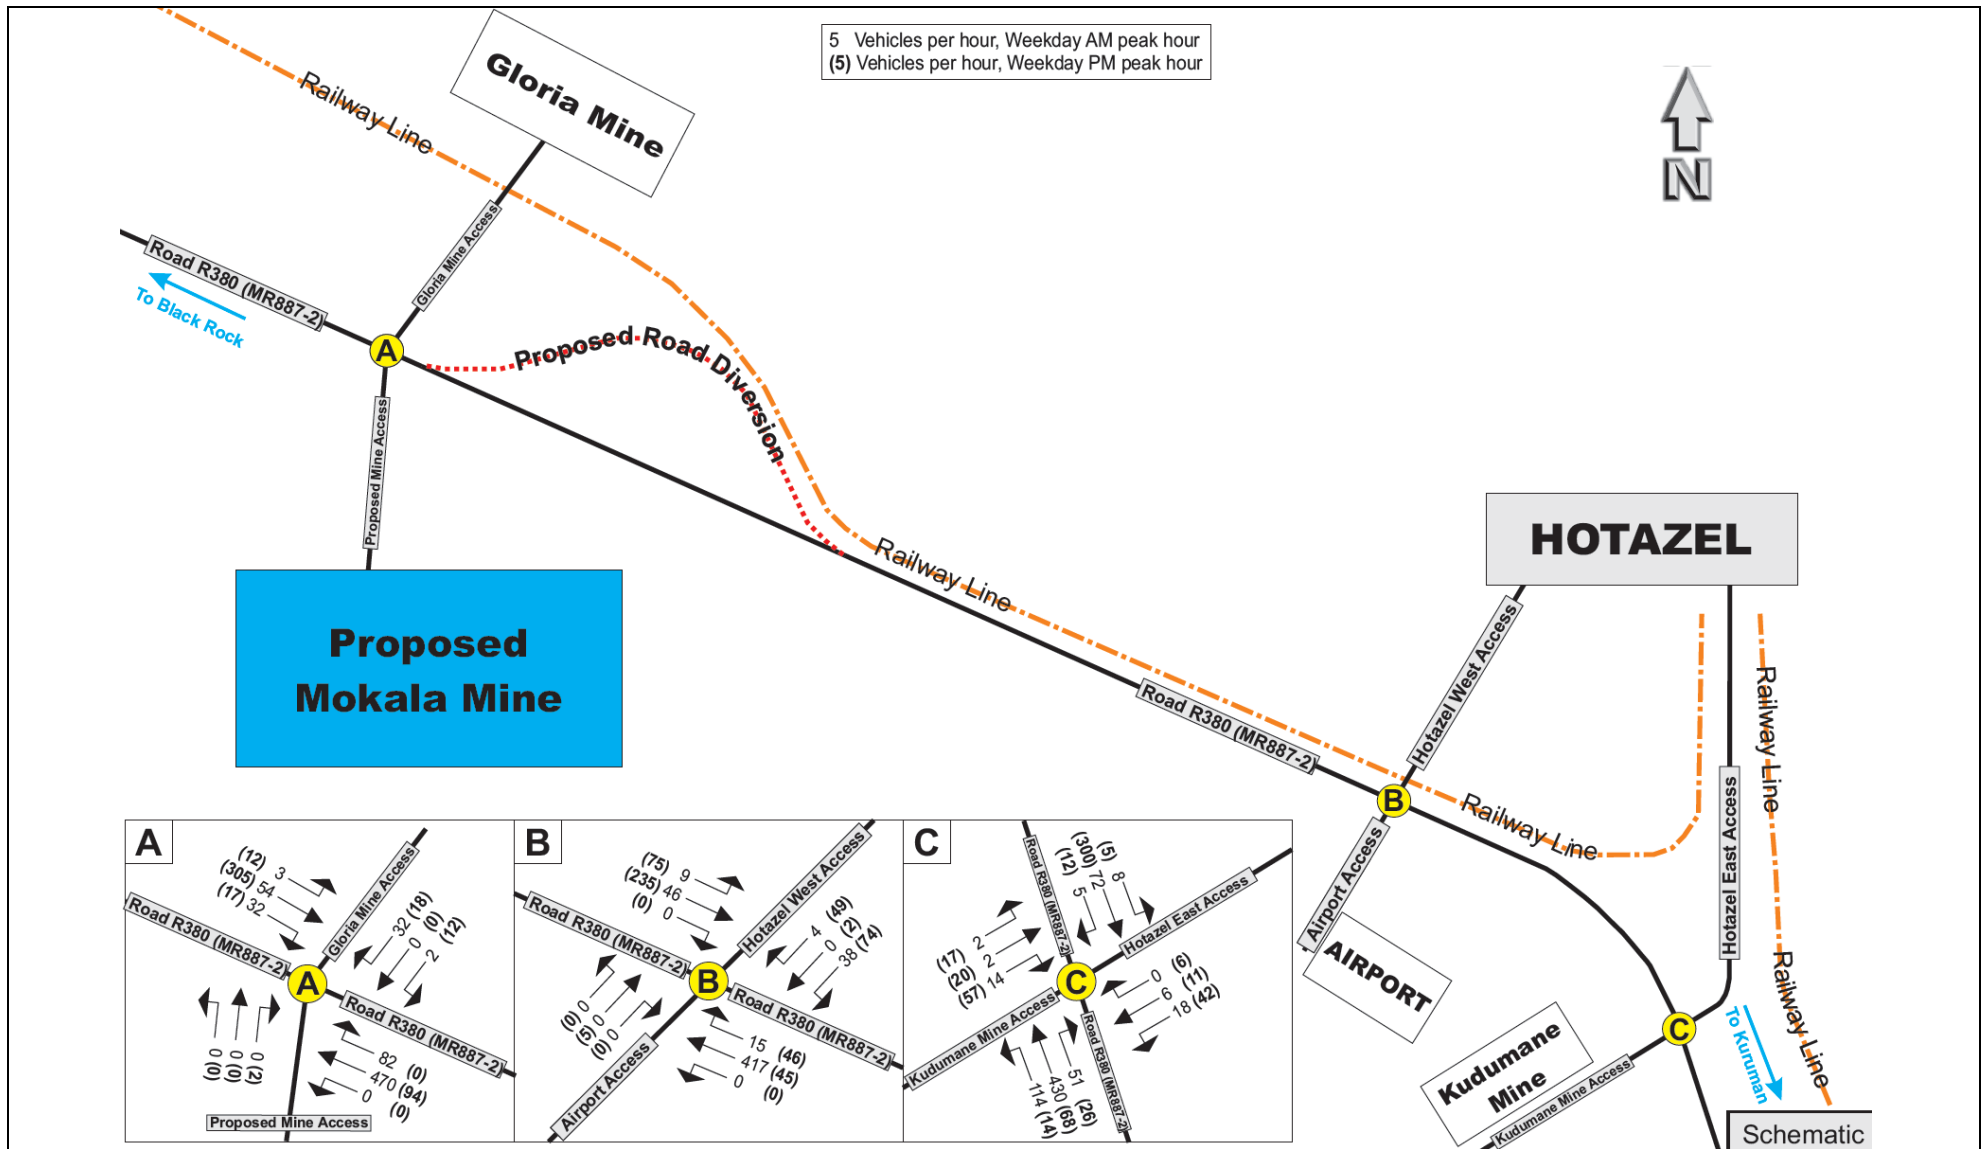 5 Vehicles per hour, Weekday AM peak hour
(5) Vehicles per hour, Weekday PM peak hour
N
Gloria Mine
Railway Line
Gloria Mine Access
Road R380 (MR887-2)
To Black Rock
A
Proposed Road Diversion
Proposed Mine Access
Proposed
Mokala Mine
Railway Line
HOTAZEL
Hotazel West Access
Road R380 (MR887-2)
B
Railway Line
Railway Line
Hotazel East Access
Airport Access
AIRPORT
Railway Line
C
To Kuruman
Kudumane
Mine
Kudumane Mine Access
Schematic
A
(12) 3
(305) 54
(17) 32
Gloria Mine Access
Road R380 (MR887-2)
32 (18)
0 (0)
2 (12)
A
Road R380 (MR887-2)
0 (0)
0 (0)
0 (2)
82 (0)
470 (94)
0 (0)
Proposed Mine Access
B
(75) 9
(235) 46
(0) 0
Hotazel West Access
Road R380 (MR887-2)
4 (49)
0 (2)
38 (74)
B
Road R380 (MR887-2)
(0) 0
(5) 0
(0) 0
15 (46)
417 (45)
0 (0)
Airport Access
C
Road R380 (MR887-2)
(12) 5
(300) 72
(5) 8
Hotazel East Access
(17) 2
(20) 2
(57) 14
C
0 (6)
6 (11)
18 (42)
Kudumane Mine Access
Road R380 (MR887-2)
114 (14)
430 (68)
51 (26)